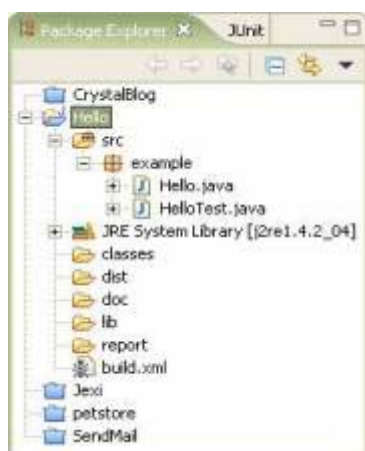 Package Explorer JUnit
CrystalBlog
Hello
src
example
Hello.java
HelloTest.java
JRE System Library [j2re1.4.2_04]
classes
dist
doc
lib
report
build.xml
Jexi
petstore
SendMail